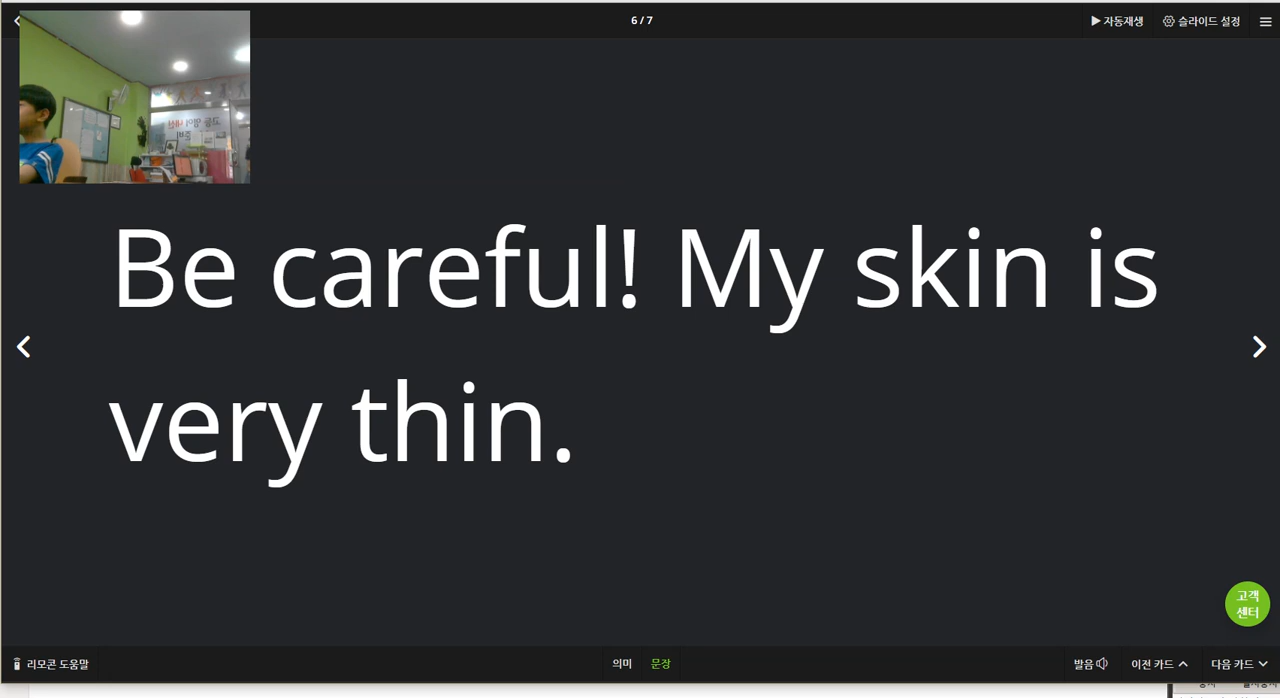 6 / 7
자동재생
슬라이드 설정
Be careful! My skin is
very thin.
고객
센터
리모콘 도움말
의미
문장
발음
이전 카드
다음 카드